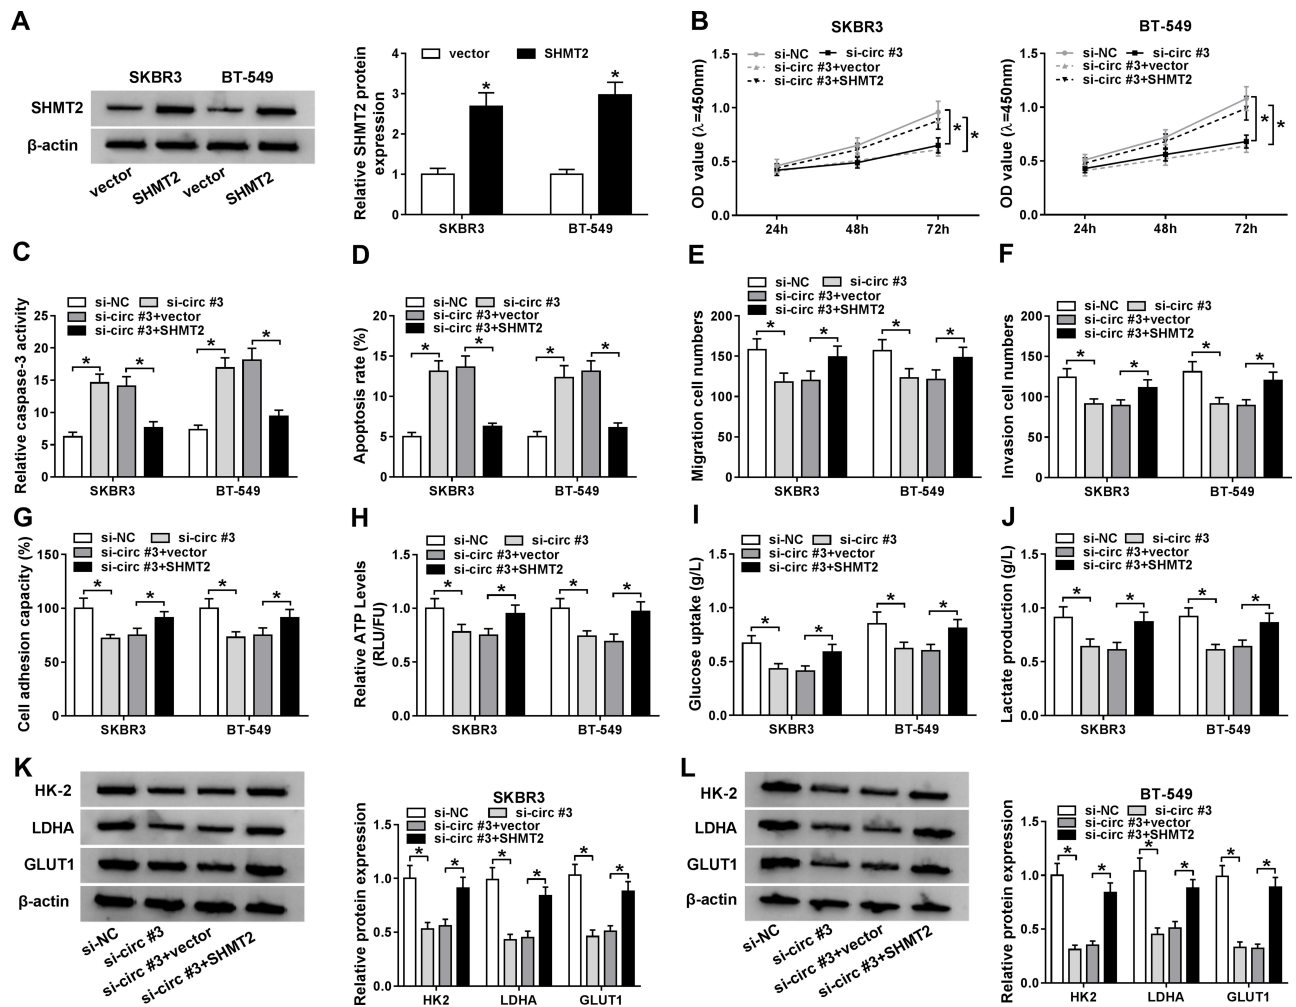 A
SKBR3 BT-549
SHMT2
β-actin
vector
SHMT2
vector
SHMT2
Relative SHMT2 protein
expression
vector SHMT2
4
3
2
1
0
* *
SKBR3 BT-549
B
SKBR3
OD value (λ=450nm)
si-NC si-circ #3
si-circ #3+vector
si-circ #3+SHMT2
1.5
1.0
0.5
0.0
* *
24h 48h 72h
BT-549
OD value (λ=450nm)
si-NC si-circ #3
si-circ #3+vector
si-circ #3+SHMT2
1.5
1.0
0.5
0.0
* *
24h 48h 72h
C
Relative caspase-3 activity
si-NC si-circ #3
si-circ #3+vector
si-circ #3+SHMT2
25
20
15
10
5
0
* * * *
SKBR3 BT-549
D
Apoptosis rate (%)
si-NC si-circ #3
si-circ #3+vector
si-circ #3+SHMT2
20
15
10
5
0
* * * *
SKBR3 BT-549
E
Migration cell numbers
si-NC si-circ #3
si-circ #3+vector
si-circ #3+SHMT2
200
150
100
50
0
* * * *
SKBR3 BT-549
F
Invasion cell numbers
si-NC si-circ #3
si-circ #3+vector
si-circ #3+SHMT2
200
150
100
50
0
* * * *
SKBR3 BT-549
G
Cell adhesion capacity (%)
si-NC si-circ #3
si-circ #3+vector
si-circ #3+SHMT2
150
100
50
0
* * * *
SKBR3 BT-549
H
Relative ATP Levels
(RLU/FU)
si-NC si-circ #3
si-circ #3+vector
si-circ #3+SHMT2
1.5
1.0
0.5
0.0
* * * *
SKBR3 BT-549
I
Glucose uptake (g/L)
si-NC si-circ #3
si-circ #3+vector
si-circ #3+SHMT2
1.5
1.0
0.5
0.0
* * * *
SKBR3 BT-549
J
Lactate production (g/L)
si-NC si-circ #3
si-circ #3+vector
si-circ #3+SHMT2
1.5
1.0
0.5
0.0
* * * *
SKBR3 BT-549
K
HK-2
LDHA
GLUT1
β-actin
si-NC
si-circ #3
si-circ #3+vector
si-circ #3+SHMT2
SKBR3
Relative protein expression
si-NC si-circ #3
si-circ #3+vector
si-circ #3+SHMT2
1.5
1.0
0.5
0.0
* * * * * *
HK2 LDHA GLUT1
L
HK-2
LDHA
GLUT1
β-actin
si-NC
si-circ #3
si-circ #3+vector
si-circ #3+SHMT2
BT-549
Relative protein expression
si-NC si-circ #3
si-circ #3+vector
si-circ #3+SHMT2
1.5
1.0
0.5
0.0
* * * * * *
HK2 LDHA GLUT1